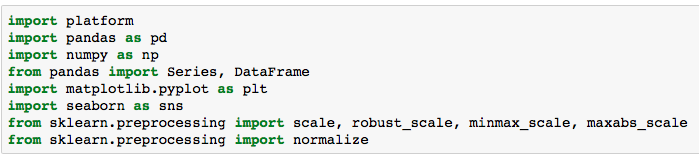 import platform
import pandas as pd
import numpy as np
from pandas import Series, DataFrame
import matplotlib.pyplot as plt
import seaborn as sns
from sklearn.preprocessing import scale, robust_scale, minmax_scale, maxabs_scale
from sklearn.preprocessing import normalize